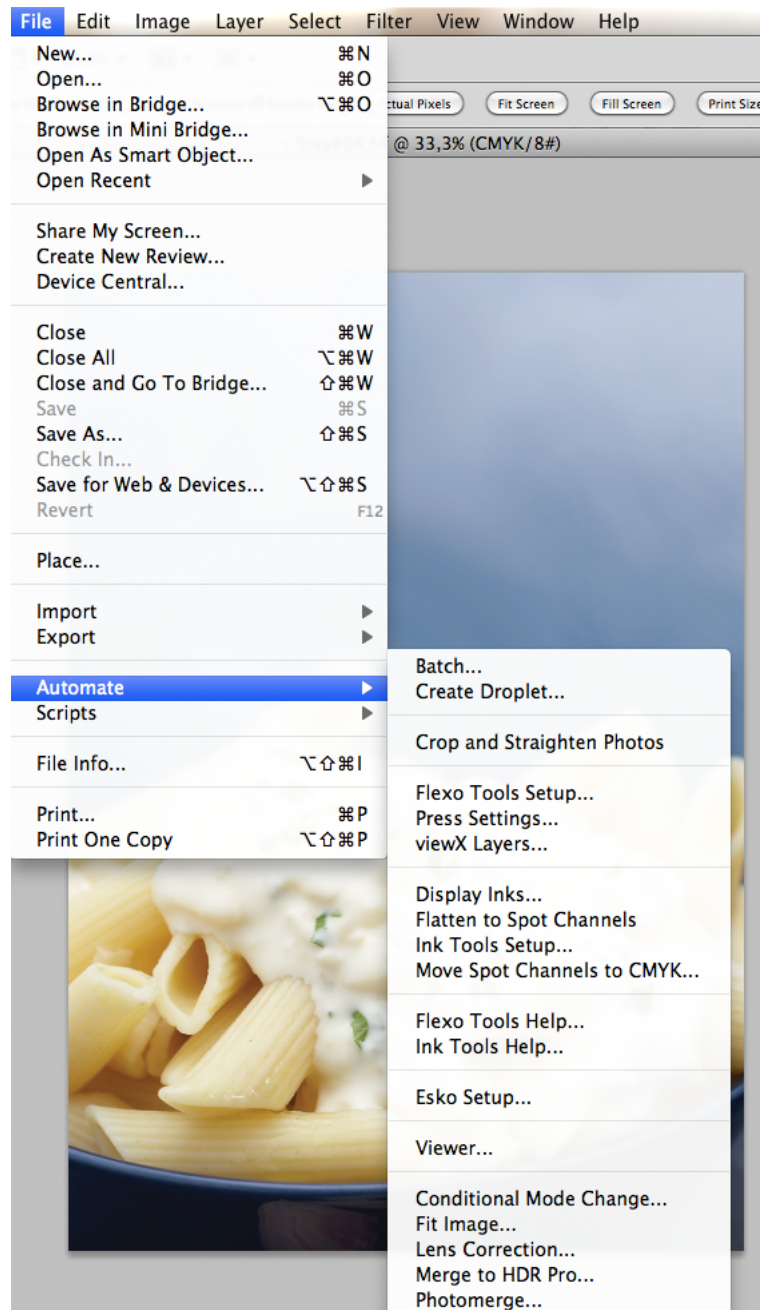 File Edit Image Layer Select Filter View Window Help
New... ⌘N
Open... ⌘O
Browse in Bridge... ⌥⌘O
Browse in Mini Bridge...
Open As Smart Object...
Open Recent ▶
Share My Screen...
Create New Review...
Device Central...
Close ⌘W
Close All ⌥⌘W
Close and Go To Bridge... ⇧⌘W
Save ⌘S
Save As... ⇧⌘S
Check In...
Save for Web & Devices... ⌥⇧⌘S
Revert F12
Place...
Import ▶
Export ▶
Automate ▶
Scripts ▶
File Info... ⌥⇧⌘I
Print... ⌘P
Print One Copy ⌥⇧⌘P
ctual Pixels Fit Screen Fill Screen Print Size
@ 33,3% (CMYK/8#)
Batch...
Create Droplet...
Crop and Straighten Photos
Flexo Tools Setup...
Press Settings...
viewX Layers...
Display Inks...
Flatten to Spot Channels
Ink Tools Setup...
Move Spot Channels to CMYK...
Flexo Tools Help...
Ink Tools Help...
Esko Setup...
Viewer...
Conditional Mode Change...
Fit Image...
Lens Correction...
Merge to HDR Pro...
Photomerge...